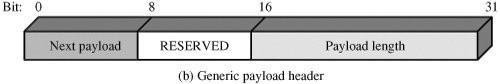 Bit: 0 8 16 31
Next payload RESERVED Payload length
(b) Generic payload header